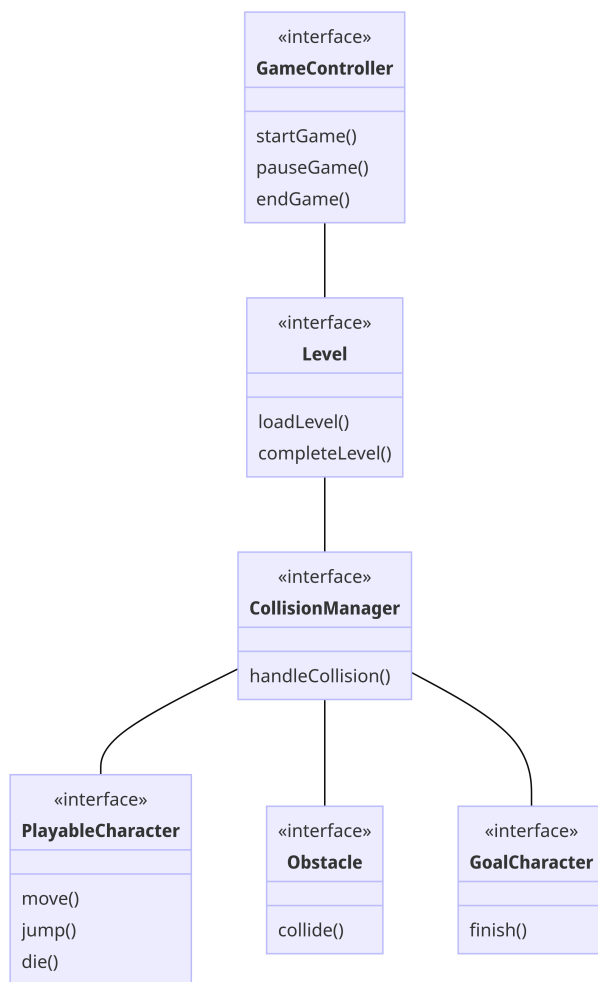 «interface»
GameController
startGame()
pauseGame()
endGame()
«interface»
Level
loadLevel()
completeLevel()
«interface»
CollisionManager
handleCollision()
«interface»
PlayableCharacter
move()
jump()
die()
«interface»
Obstacle
collide()
«interface»
GoalCharacter
finish()